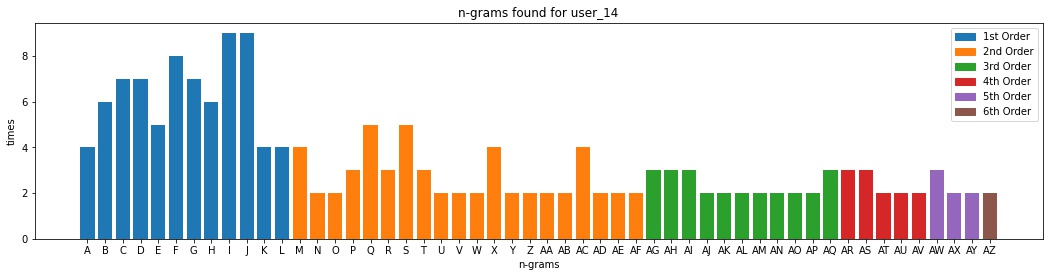 n-grams found for user_14
1st Order
2nd Order
3rd Order
4th Order
5th Order
6th Order
times
8
6
4
2
0
A B C D E F G H I J K L M N O P Q R S T U V W X Y Z AA AB AC AD AE AF AG AH AI AJ AK AL AM AN AO AP AQ AR AS AT AU AV AW AX AY AZ
n-grams